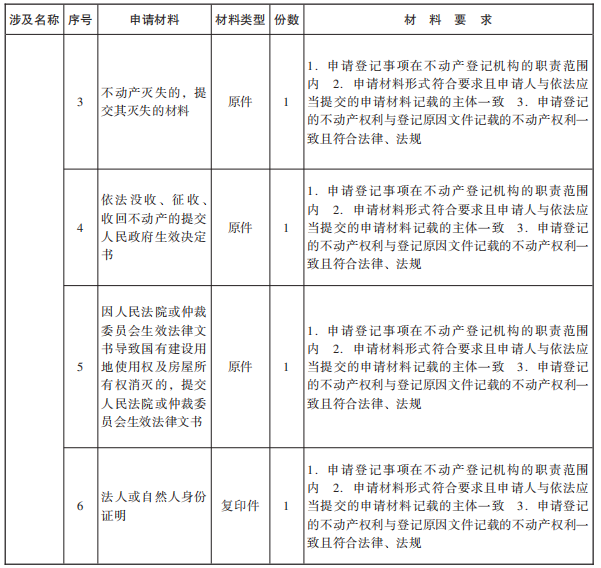 涉及名称 序号 申请材料 材料类型 份数 材 料 要 求
3
不动产灭失的，提
交其灭失的材料
原件
1
1．申请登记事项在不动产登记机构的职责范围
内 2．申请材料形式符合要求且申请人与依法应
当提交的申请材料记载的主体一致 3．申请登记
的不动产权利与登记原因文件记载的不动产权利一
致且符合法律、法规
4
依法没收、征收、
收回不动产的提交
人民政府生效决定
书
原件
1
1．申请登记事项在不动产登记机构的职责范围
内 2．申请材料形式符合要求且申请人与依法应
当提交的申请材料记载的主体一致 3．申请登记
的不动产权利与登记原因文件记载的不动产权利一
致且符合法律、法规
5
因人民法院或仲裁
委员会生效法律文
书导致国有建设用
地使用权及房屋所
有权消灭的，提交
人民法院或仲裁委
员会生效法律文书
原件
1
1．申请登记事项在不动产登记机构的职责范围
内 2．申请材料形式符合要求且申请人与依法应
当提交的申请材料记载的主体一致 3．申请登记
的不动产权利与登记原因文件记载的不动产权利一
致且符合法律、法规
6
法人或自然人身份
证明
复印件
1
1．申请登记事项在不动产登记机构的职责范围
内 2．申请材料形式符合要求且申请人与依法应
当提交的申请材料记载的主体一致 3．申请登记
的不动产权利与登记原因文件记载的不动产权利一
致且符合法律、法规